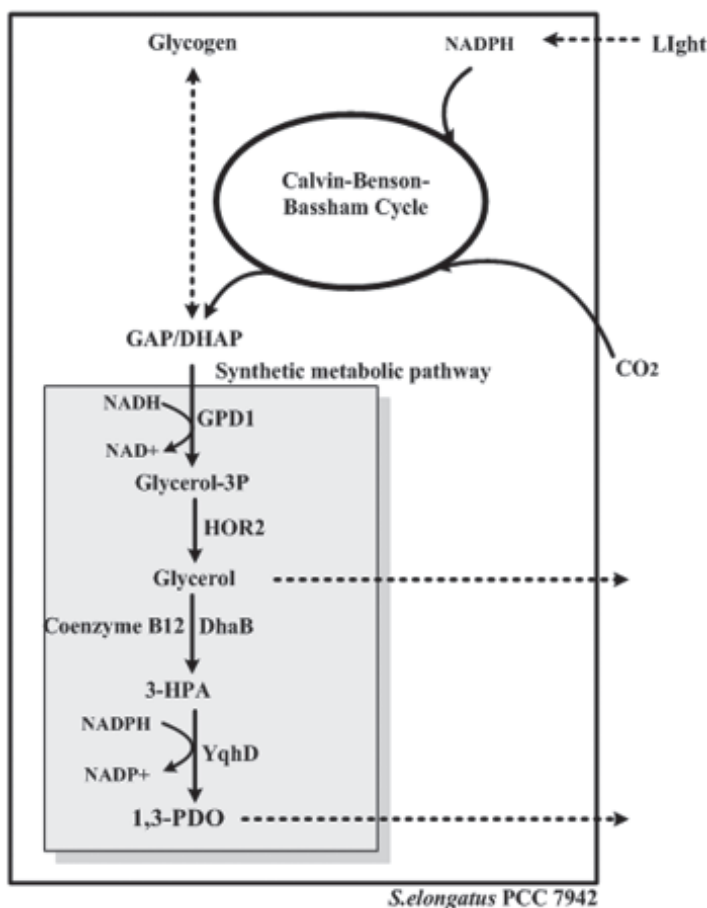 Glycogen
NADPH
LIght
Calvin-Benson-
Bassham Cycle
GAP/DHAP
CO2
Synthetic metabolic pathway
NADH
GPD1
NAD+
Glycerol-3P
HOR2
Glycerol
Coenzyme B12
DhaB
3-HPA
NADPH
YqhD
NADP+
1,3-PDO
S.elongatus PCC 7942